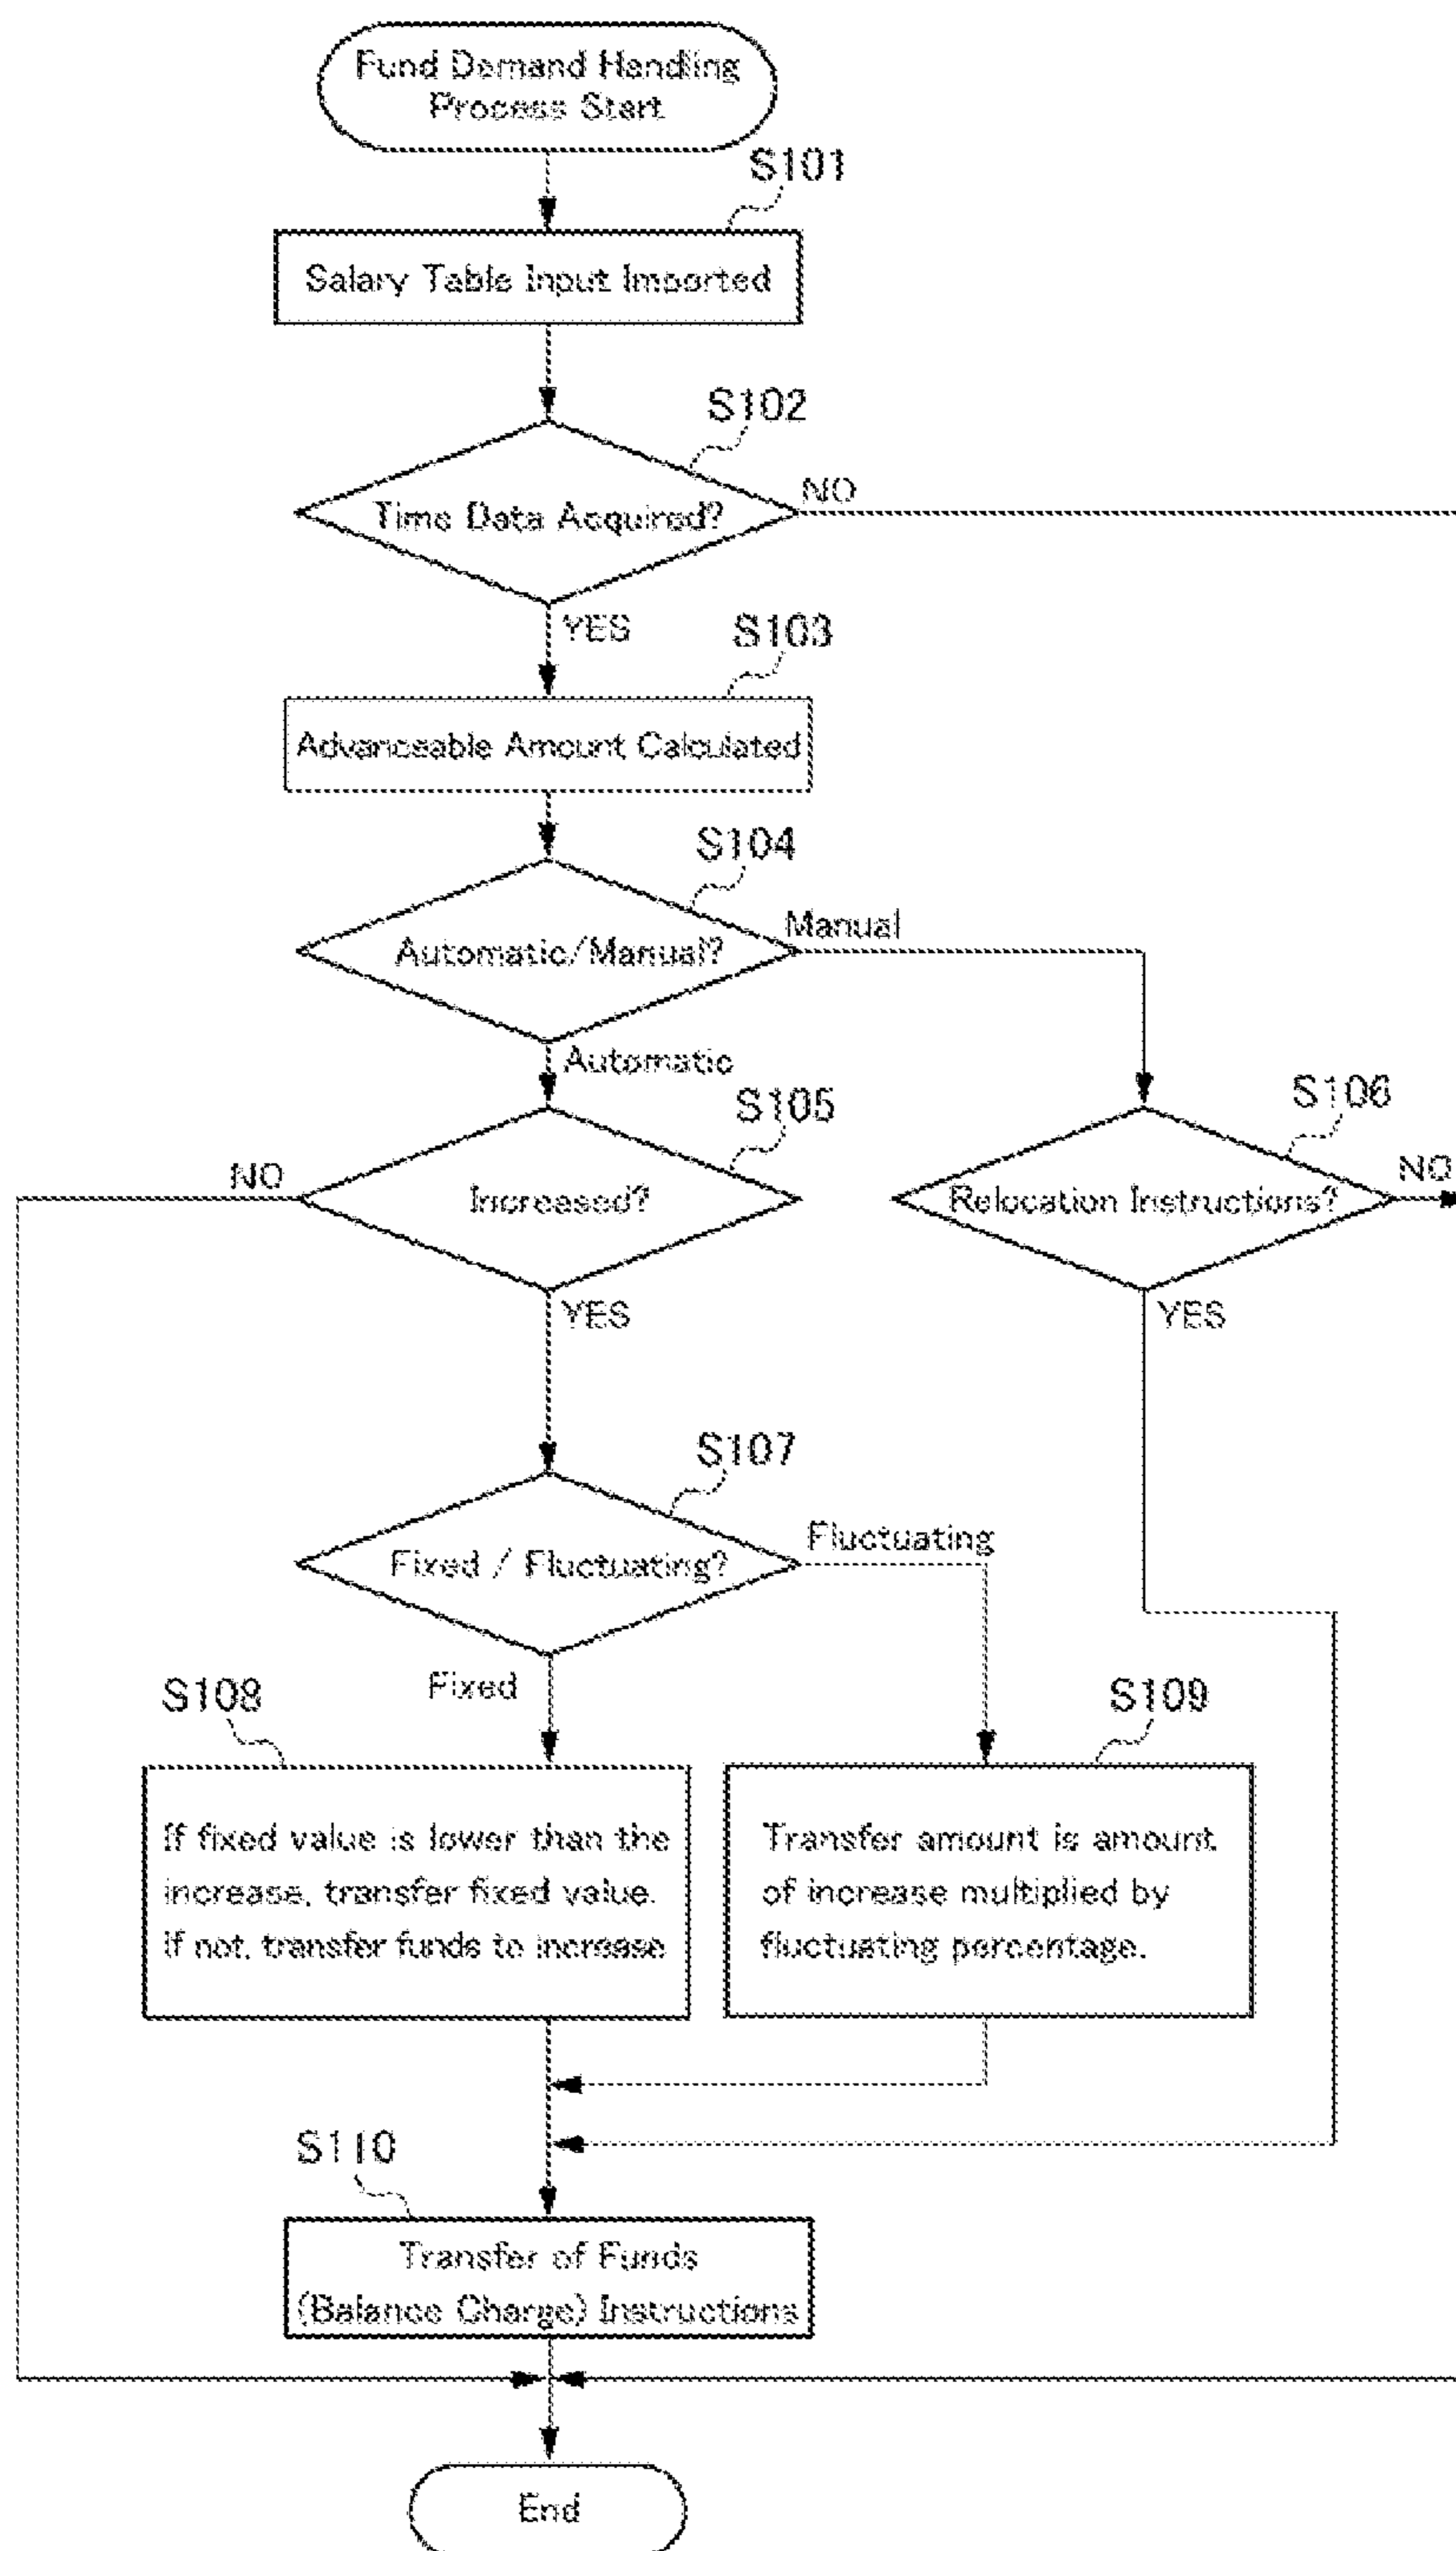 Fund Demand Handling
Process Start
S101
Salary Table Input Imported
S102
Time Data Acquired?
NO
YES
S103
Advanceable Amount Calculated
S104
Automatic/Manual?
Manual
Automatic
S105
Increased?
NO
YES
S106
Relocation Instructions?
NO
YES
S107
Fixed / Fluctuating?
Fluctuating
Fixed
S108
If fixed value is lower than the
increase, transfer fixed value.
If not, transfer funds to increase
S109
Transfer amount is amount
of increase multiplied by
fluctuating percentage.
S110
Transfer of Funds
(Balance Charge) Instructions
End